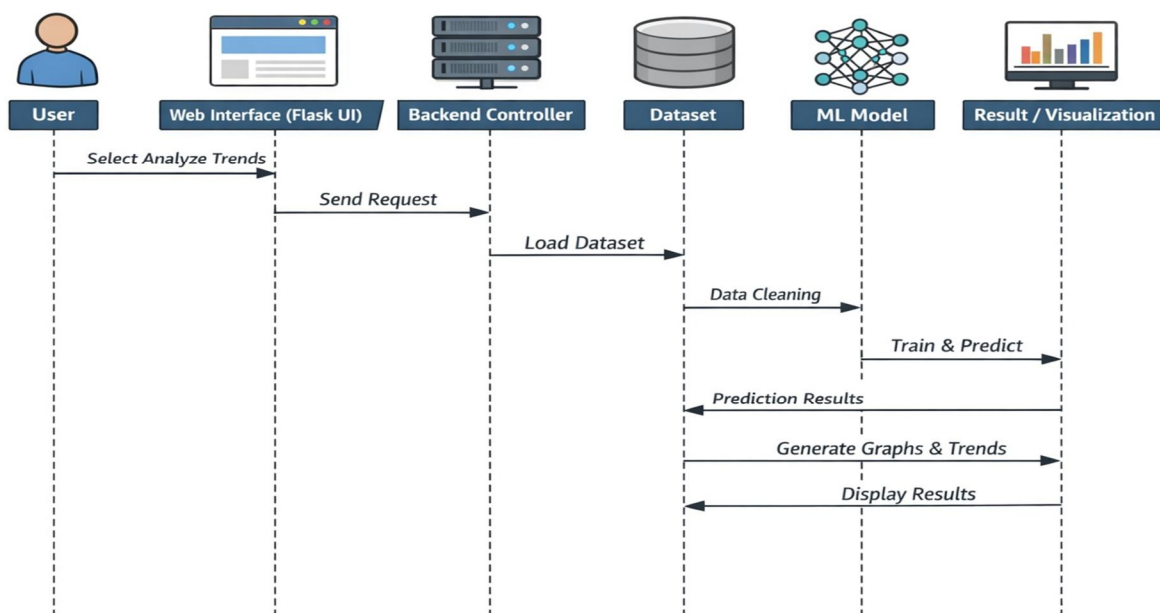 User
Web Interface (Flask UI)
Backend Controller
Dataset
ML Model
Result / Visualization
Select Analyze Trends
Send Request
Load Dataset
Data Cleaning
Train & Predict
Prediction Results
Generate Graphs & Trends
Display Results